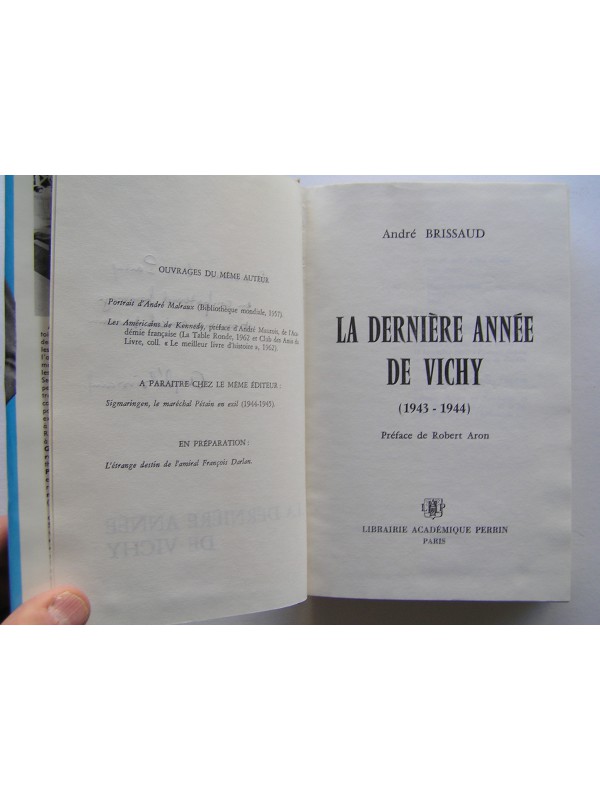 OUVRAGES DU MÊME AUTEUR
Portrait d'André Malraux (Bibliothèque mondiale, 1957).
Les Américains de Kennedy, préface d'André Maurois, de l'Aca-
démie française (La Table Ronde, 1962 et Club des Amis du
Livre, coll. « Le meilleur livre d'histoire », 1962).
A PARAITRE CHEZ LE MÊME ÉDITEUR :
Sigmaringen, le maréchal Pétain en exil (1944-1945).
EN PRÉPARATION :
L'étrange destin de l'amiral François Darlan.
André BRISSAUD
LA DERNIÈRE ANNÉE
DE VICHY
(1943 - 1944)
Préface de Robert Aron
LIBRAIRIE ACADÉMIQUE PERRIN
PARIS